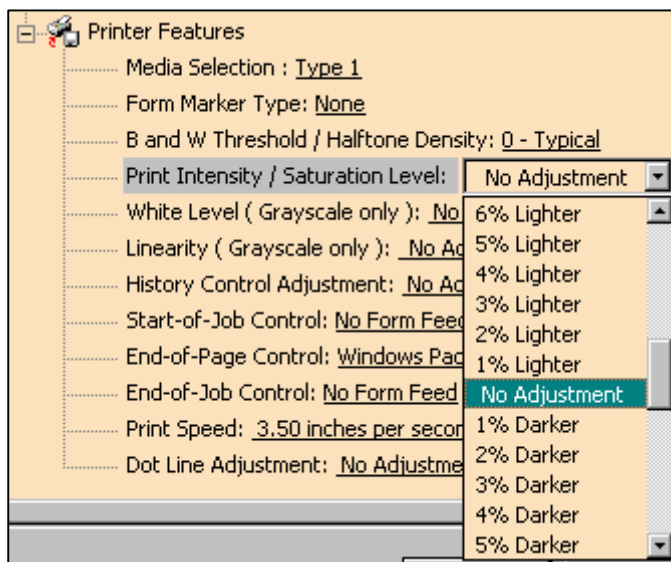 Printer Features
Media Selection : Type 1
Form Marker Type: None
B and W Threshold / Halftone Density: 0 - Typical
Print Intensity / Saturation Level: No Adjustment
White Level ( Grayscale only ): No
Linearity ( Grayscale only ): No
History Control Adjustment: No
Start-of-Job Control: No Form Feed
End-of-Page Control: Windows
End-of-Job Control: No Form Feed
Print Speed: 3.50 inches per
Dot Line Adjustment: No
6% Lighter
5% Lighter
4% Lighter
3% Lighter
2% Lighter
1% Lighter
No Adjustment
1% Darker
2% Darker
3% Darker
4% Darker
5% Darker